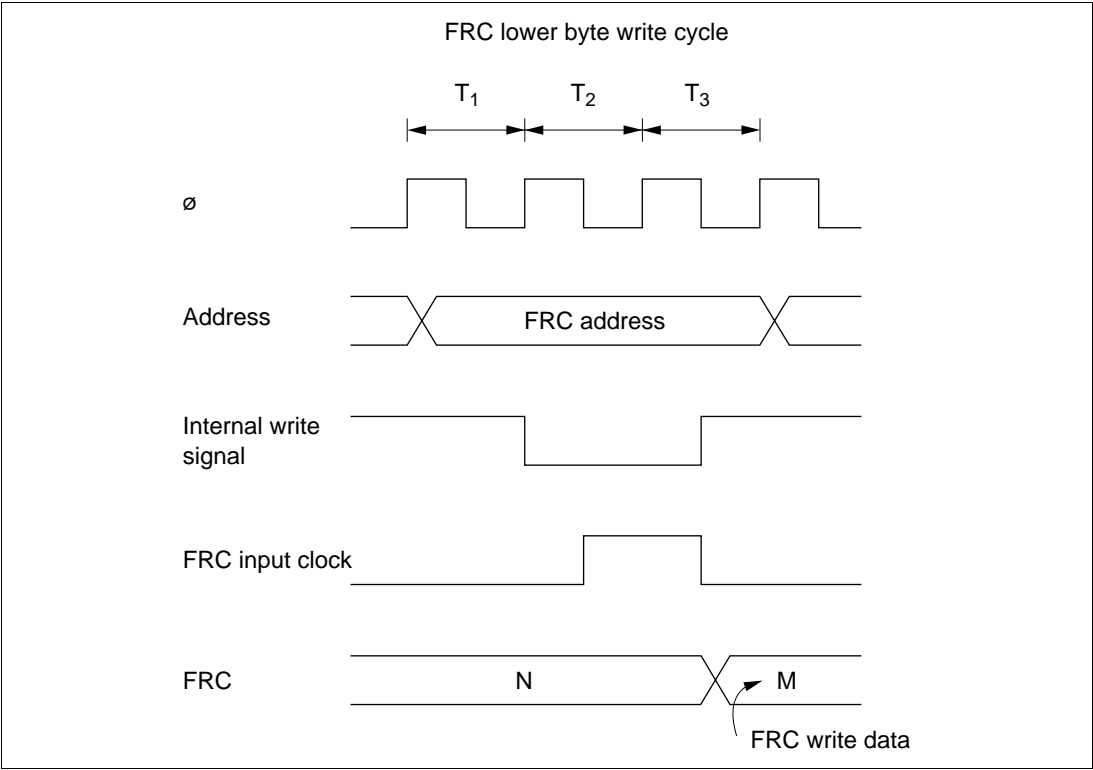 FRC lower byte write cycle
T₁ T₂ T₃
ø
Address
FRC address
Internal write
signal
FRC input clock
FRC
N
M
FRC write data